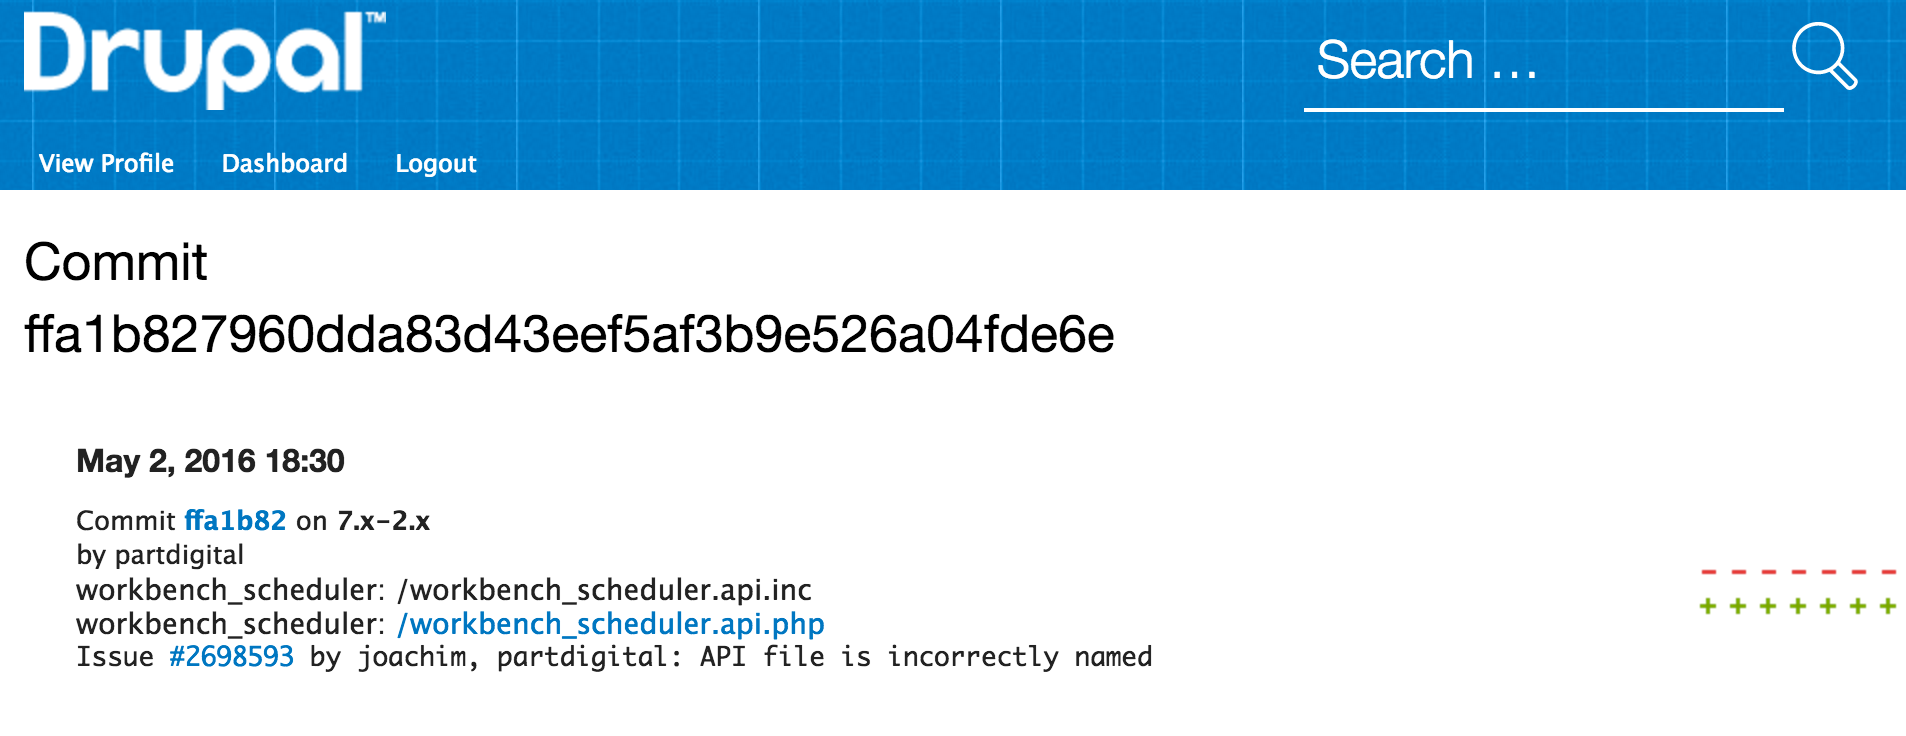 Drupal™
Search ...
View Profile Dashboard Logout
Commit
ffa1b827960dda83d43eef5af3b9e526a04fde6e
May 2, 2016 18:30
Commit ffa1b82 on 7.x-2.x
by partdigital
workbench_scheduler: /workbench_scheduler.api.inc
- - - - - - -
workbench_scheduler: /workbench_scheduler.api.php
+ + + + + + +
Issue #2698593 by joachim, partdigital: API file is incorrectly named